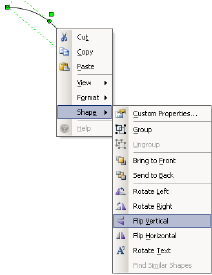 Cut
Copy
Paste
View
Format
Shape
Help
Custom Properties...
Group
Ungroup
Bring to Front
Send to Back
Rotate Left
Rotate Right
Flip Vertical
Flip Horizontal
Rotate Text
Find Similar Shapes